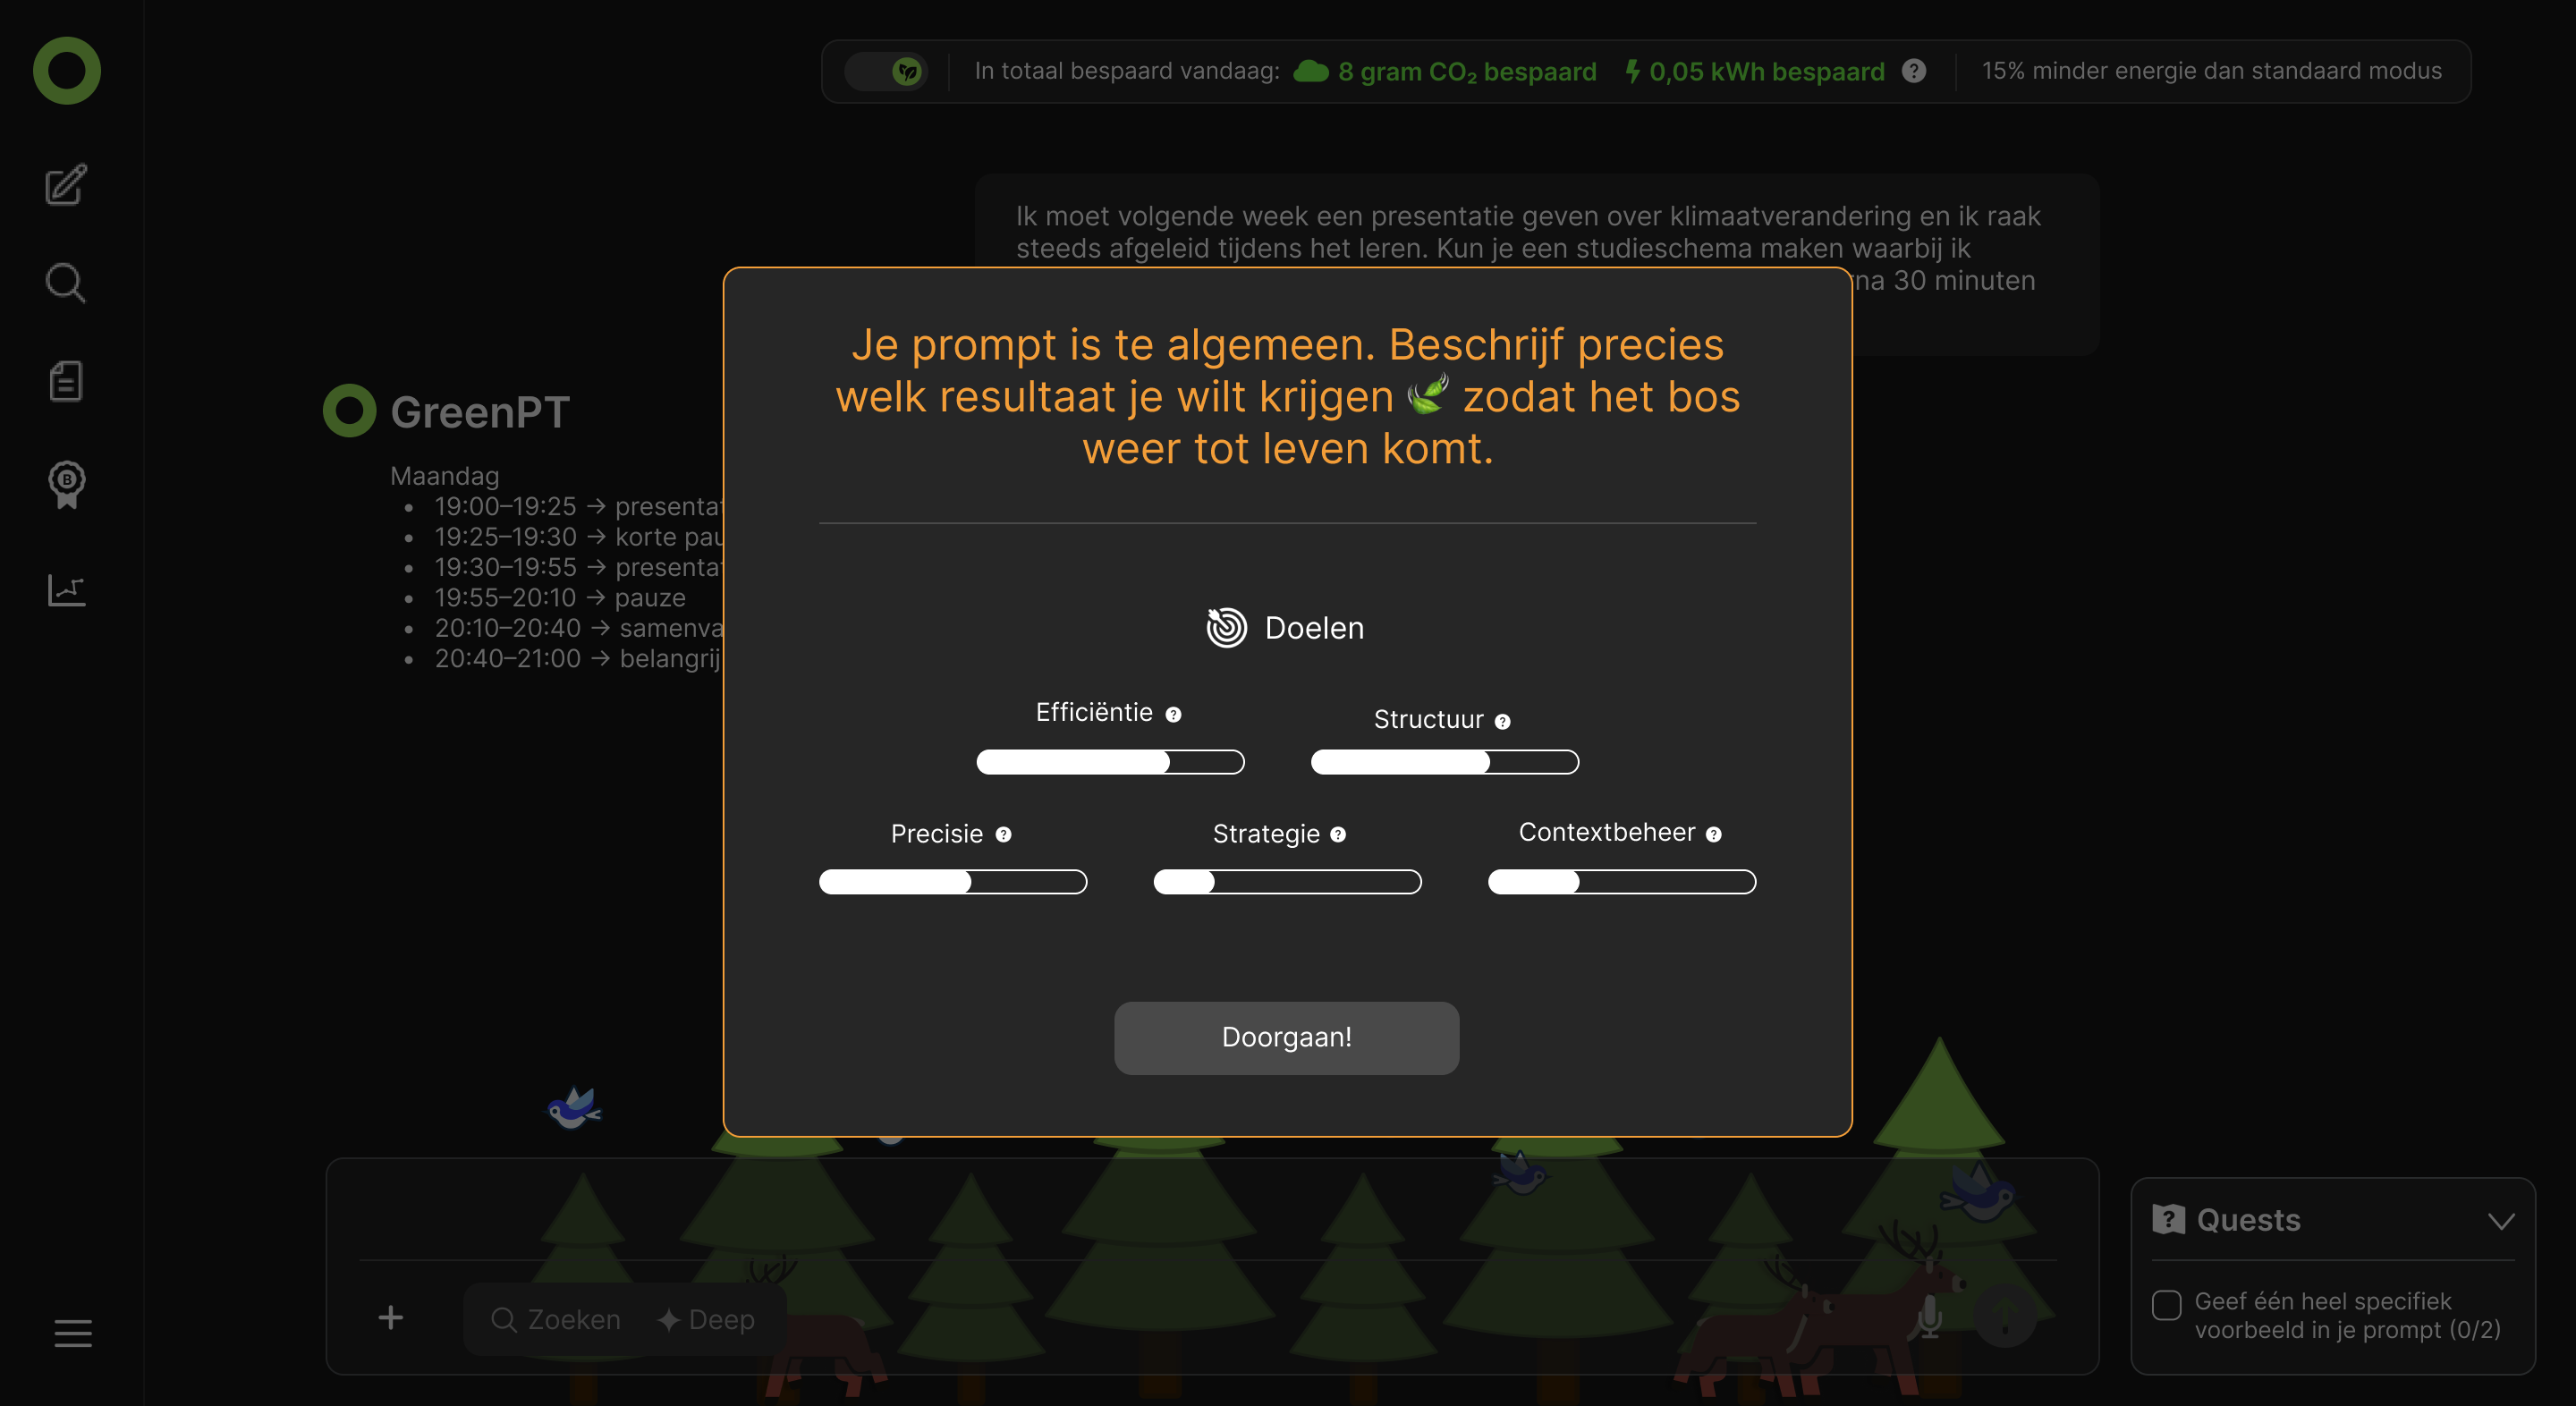 In totaal bespaard vandaag: 8 gram CO₂ bespaard 0,05 kWh bespaard ? 15% minder energie dan standaard modus
Ik moet volgende week een presentatie geven over klimaatverandering en ik raak
steeds afgeleid tijdens het leren. Kun je een studieschema maken waarbij ik
na 30 minuten
Je prompt is te algemeen. Beschrijf precies
welk resultaat je wilt krijgen 🌿 zodat het bos
weer tot leven komt.
GreenPT
Maandag
• 19:00–19:25 → 
• 19:25–19:30 → korte
• 19:30–19:55 → 
• 19:55–20:10 → pauze
• 20:10–20:40 → 
• 20:40–21:00 → 
Doelen
Efficiëntie ?
Structuur ?
Precisie ?
Strategie ?
Contextbeheer ?
Doorgaan!
Zoeken
Deep
Quests
Geef één heel specifiek
voorbeeld in je prompt (0/2)